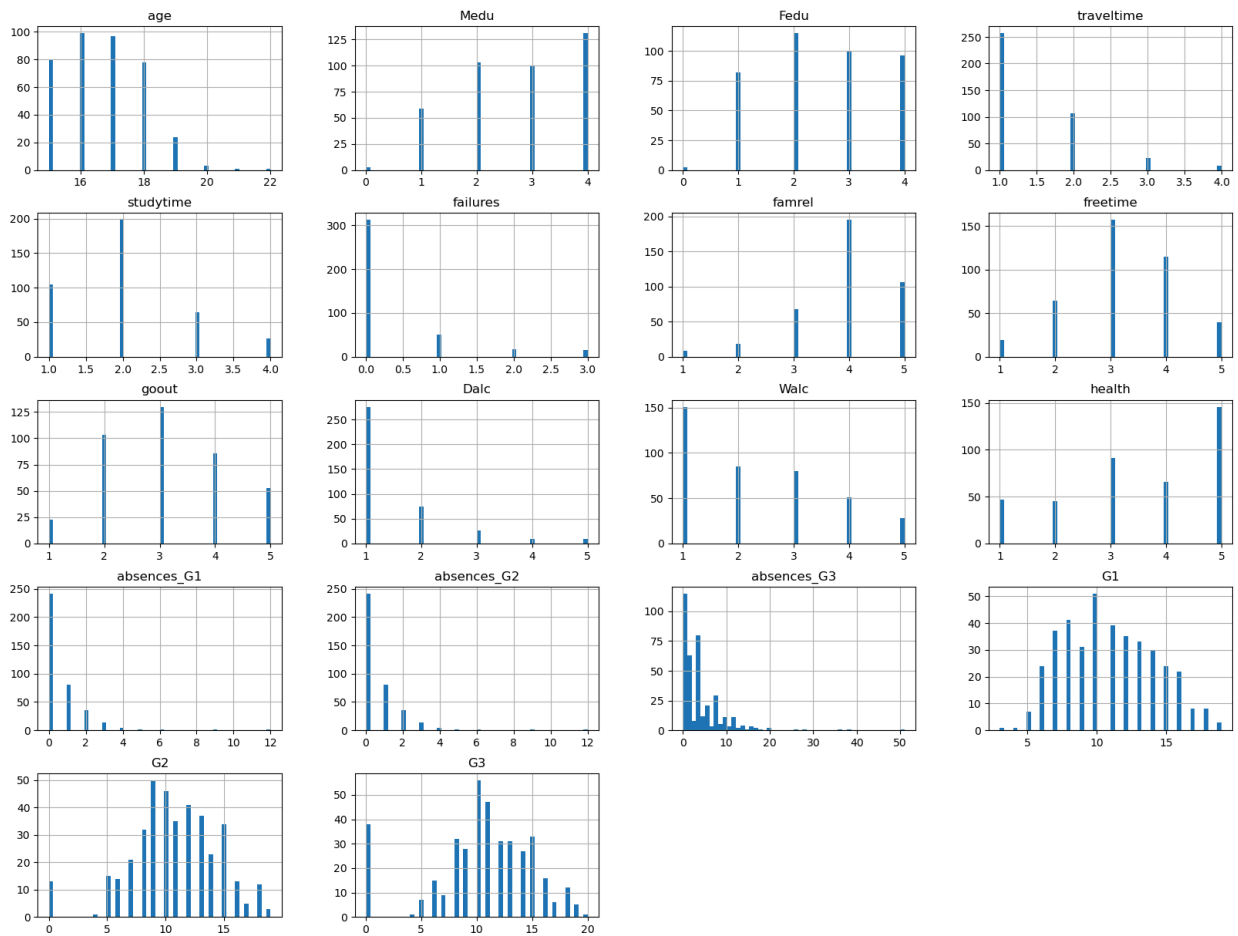 age Medu Fedu traveltime
100 80 60 40 20 0
16 18 20 22
125 100 75 50 25 0
0 1 2 3 4
100 75 50 25 0
0 1 2 3 4
250 200 150 100 50 0
1.0 1.5 2.0 2.5 3.0 3.5 4.0
studytime failures famrel freetime
200 150 100 50 0
1.0 1.5 2.0 2.5 3.0 3.5 4.0
300 200 100 0
0.0 0.5 1.0 1.5 2.0 2.5 3.0
200 150 100 50 0
1 2 3 4 5
150 100 50 0
1 2 3 4 5
goout Dalc Walc health
125 100 75 50 25 0
1 2 3 4 5
250 200 150 100 50 0
1 2 3 4 5
150 100 50 0
1 2 3 4 5
150 100 50 0
1 2 3 4 5
absences_G1 absences_G2 absences_G3 G1
250 200 150 100 50 0
0 2 4 6 8 10 12
250 200 150 100 50 0
0 2 4 6 8 10 12
100 75 50 25 0
0 10 20 30 40 50
50 40 30 20 10 0
5 10 15
G2 G3
50 40 30 20 10 0
0 5 10 15
50 40 30 20 10 0
0 5 10 15 20